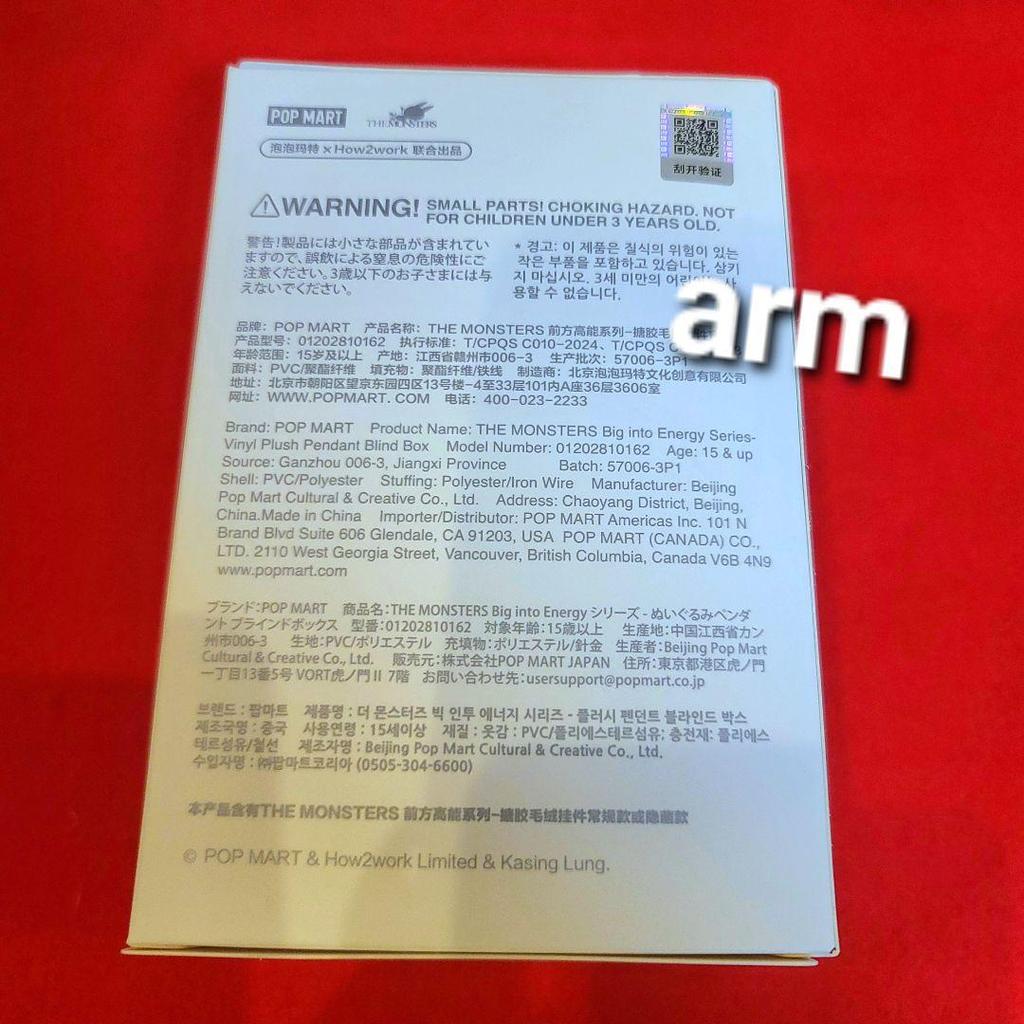 POP MART THE MONSTERS
泡泡玛特 x How2work 联合出品
刮开验证
WARNING! SMALL PARTS! CHOKING HAZARD. NOT
FOR CHILDREN UNDER 3 YEARS OLD.
警告!製品には小さな部品が含まれてい
ますので、誤飲による窒息の危険性にご
注意ください。3歳以下のお子さまには与
えないでください。
* 경고: 이 제품은 질식의 위험이 있는
작은 부품을 포함하고 있습니다. 삼키
지 마십시오. 3세 미만의
용할 수 없습니다.
arm
品牌: POP MART 产品名称: THE MONSTERS 前方高能系列-搪胶毛
产品型号: 01202810162 执行标准: T/CPQS C010-2024、T/CPQS
年龄范围: 15岁及以上 产地: 江西省赣州市006-3 生产批次: 57006-3P1
面料: PVC/聚酯纤维 填充物: 聚酯纤维/铁线 制造商: 北京泡泡玛特文化创意有限公司
地址: 北京市朝阳区望京东园四区13号楼-4至33层101内A座36层3606室
网址: WWW.POPMART. COM 电话: 400-023-2233
Brand: POP MART Product Name: THE MONSTERS Big into Energy Series-
Vinyl Plush Pendant Blind Box Model Number: 01202810162 Age: 15 & up
Source: Ganzhou 006-3, Jiangxi Province Batch: 57006-3P1
Shell: PVC/Polyester Stuffing: Polyester/Iron Wire Manufacturer: Beijing
Pop Mart Cultural & Creative Co., Ltd. Address: Chaoyang District, Beijing,
China.Made in China Importer/Distributor: POP MART Americas Inc. 101 N
Brand Blvd Suite 606 Glendale, CA 91203, USA POP MART (CANADA) CO.,
LTD. 2110 West Georgia Street, Vancouver, British Columbia, Canada V6B 4N9
www.popmart.com
ブランド:POP MART 商品名:THE MONSTERS Big into Energy シリーズ - ぬいぐるみペンダ
ント ブラインドボックス 型番:01202810162 対象年齢:15歳以上 生産地:中国江西省カン
州市006-3 生地:PVC/ポリエステル 充填物:ポリエステル/針金 生産者:Beijing Pop Mart
Cultural & Creative Co., Ltd. 販売元:株式会社POP MART JAPAN 住所:東京都港区虎ノ門
一丁目13番5号 VORT虎ノ門 II 7階 お問い合わせ先:usersupport@popmart.co.jp
브랜드 : 팝마트 제품명 : 더 몬스터즈 빅 인투 에너지 시리즈 - 플러시 펜던트 블라인드 박스
제조국명 : 중국 사용연령 : 15세이상 재질 : 옷감 : PVC/폴리에스테르섬유; 충전재: 폴리에스
테르섬유/철선 제조자명 : Beijing Pop Mart Cultural & Creative Co., Ltd.
수입자명 : ㈜팝마트코리아 (0505-304-6600)
本产品含有THE MONSTERS 前方高能系列-搪胶毛绒挂件常规款或隐藏款
© POP MART & How2work Limited & Kasing Lung.